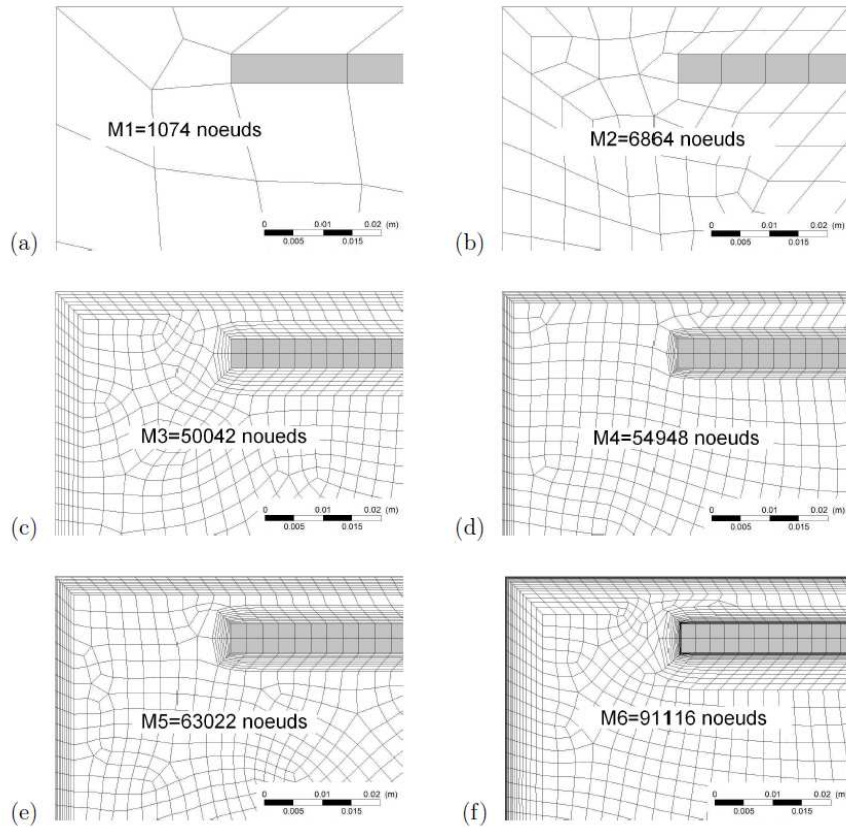 M1=1074 noeuds
0 0.01 0.02 (m)
0.005 0.015
(a)
M2=6864 noeuds
0 0.01 0.02 (m)
0.005 0.015
(b)
M3=50042 noueds
0 0.01 0.02 (m)
0.005 0.015
(c)
M4=54948 noeuds
0 0.01 0.02 (m)
0.005 0.015
(d)
M5=63022 noeuds
0 0.01 0.02 (m)
0.005 0.015
(e)
M6=91116 noeuds
0 0.01 0.02 (m)
0.005 0.015
(f)